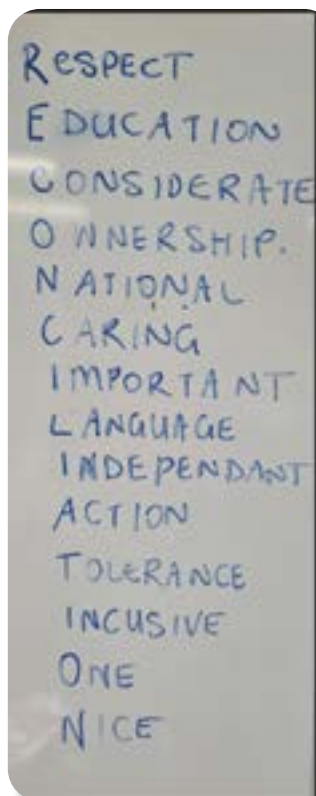 RESPECT
EDUCATION
CONSIDERATE
OWNERSHIP.
NATIONAL
CARING
IMPORTANT
LANGUAGE
INDEPENDANT
ACTION
TOLERANCE
INCUSIVE
ONE
NICE